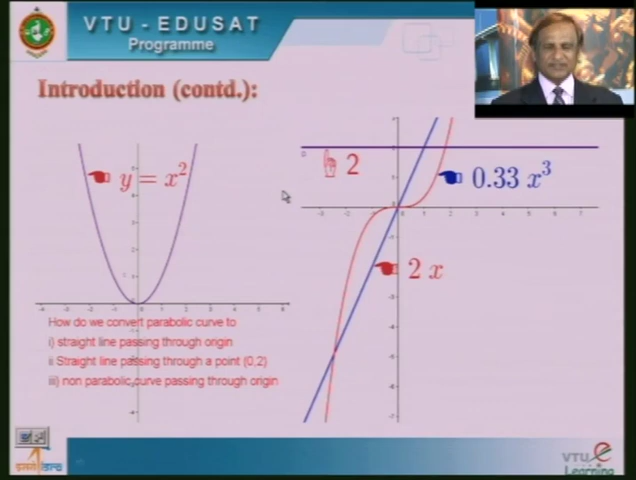 VTU - EDUSAT
Programme
Introduction (contd.):
y = x²
2
0.33 x³
2 x
How do we convert parabolic curve to
i) straight line passing through origin
ii Straight line passing through a point (0,2)
iii) non parabolic curve passing through origin
VTU e
Learning